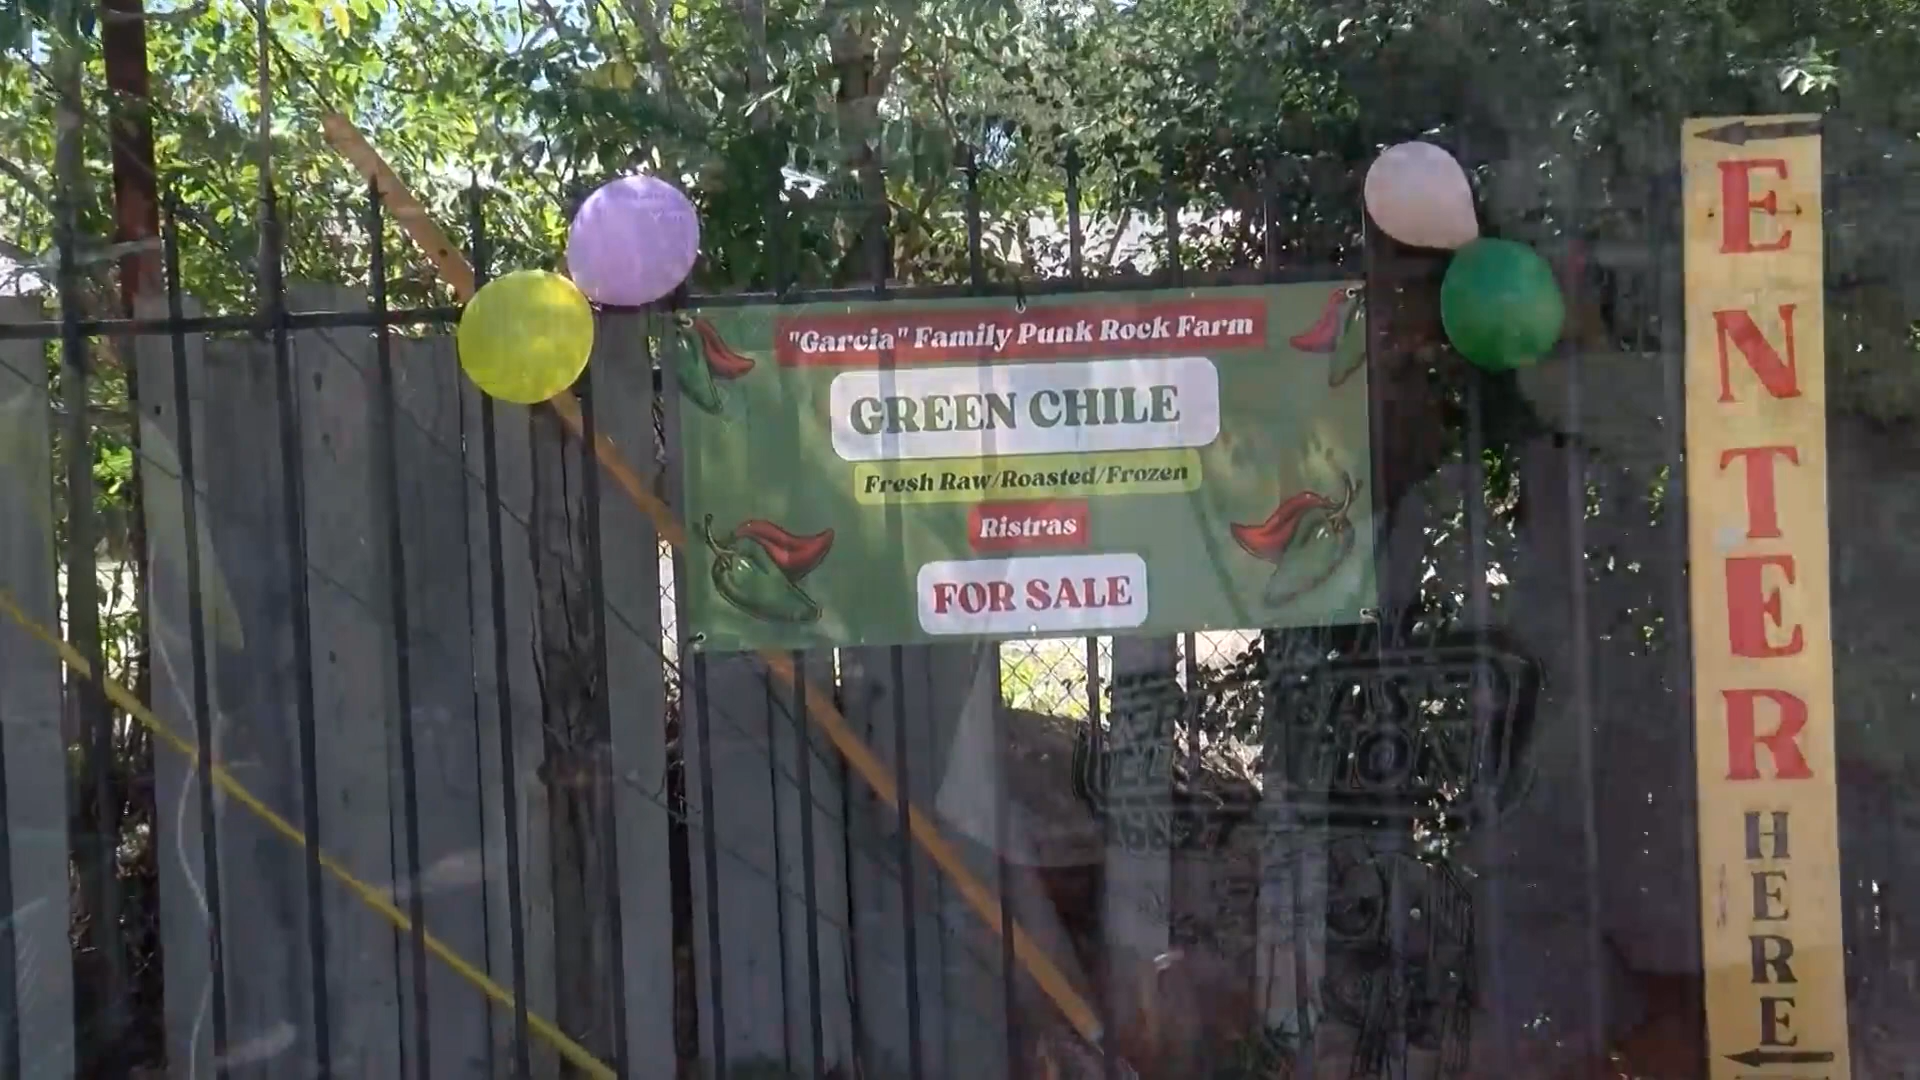 "Garcia" Family Punk Rock Farm
GREEN CHILE
Fresh Raw/Roasted/Frozen
Ristras
FOR SALE
ENTER
HERE